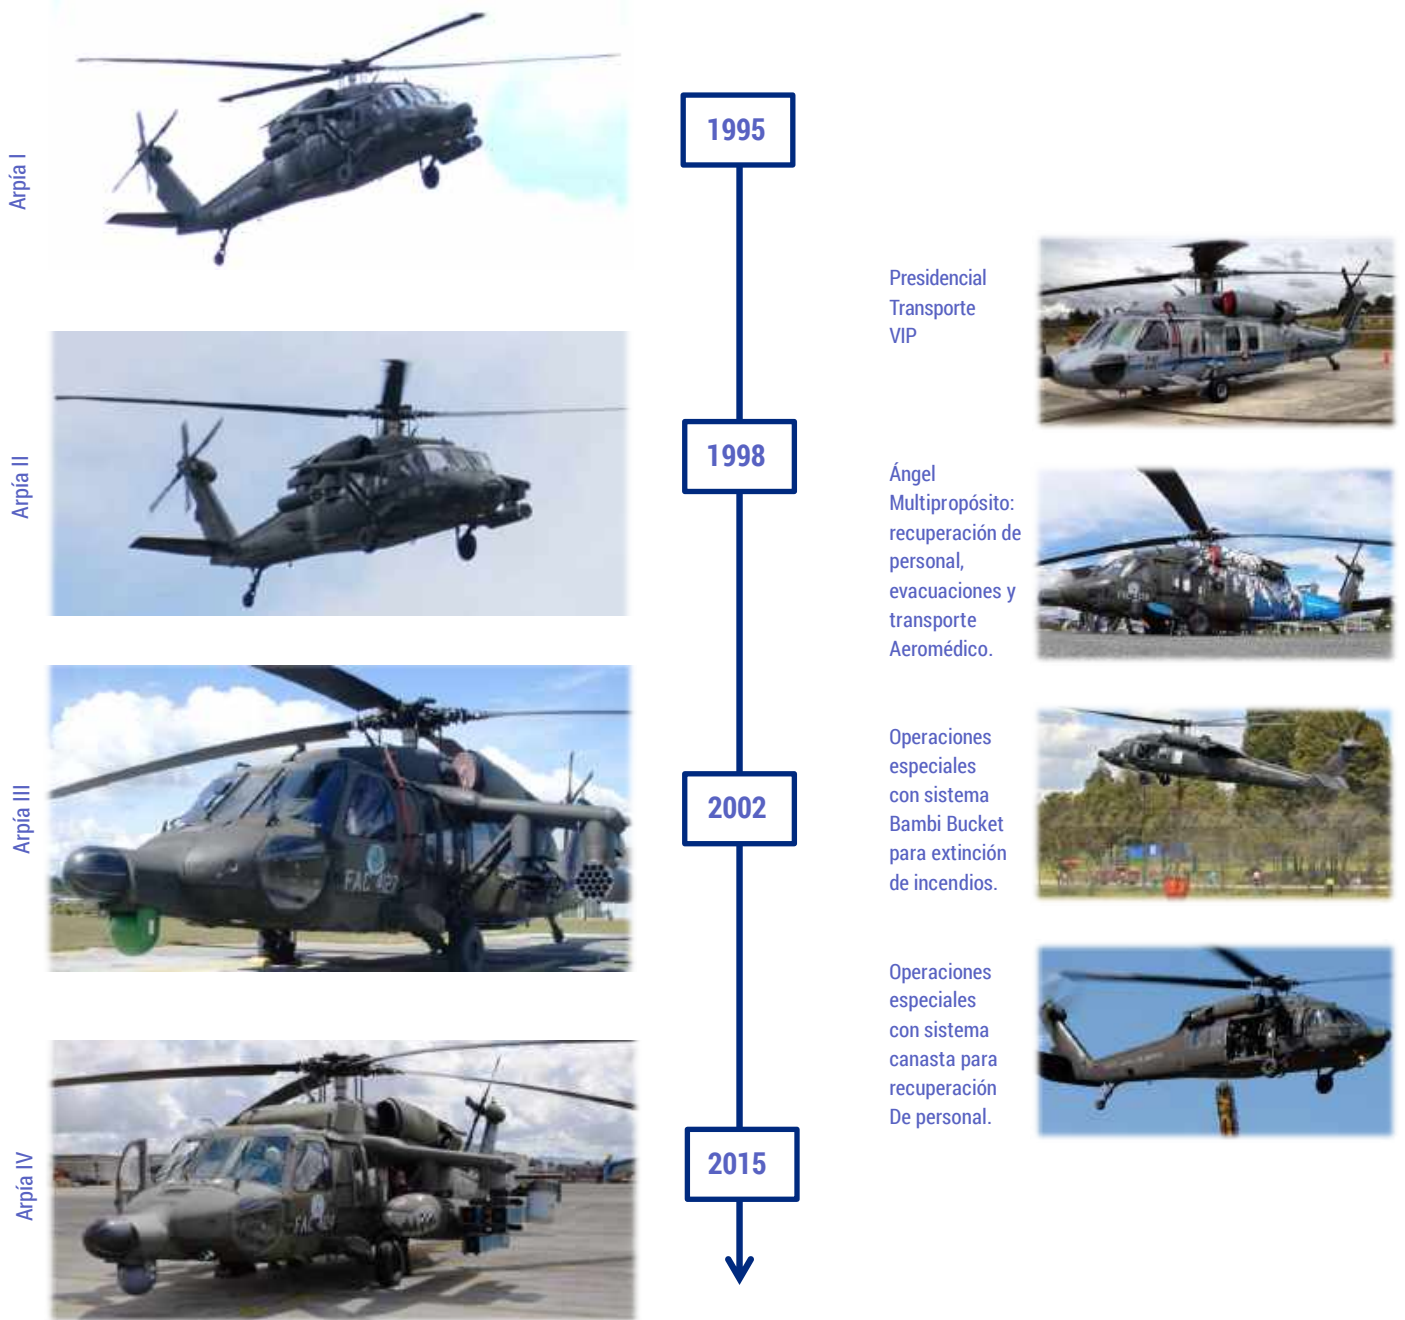 Arpía I
1995
Presidencial
Transporte
VIP
Arpía II
1998
Ángel
Multipropósito:
recuperación de
personal,
evacuaciones y
transporte
Aeromédico.
Arpía III
FAC 4127
2002
Operaciones
especiales
con sistema
Bambi Bucket
para extinción
de incendios.
Operaciones
especiales
con sistema
canasta para
recuperación
De personal.
Arpía IV
FAC
2015